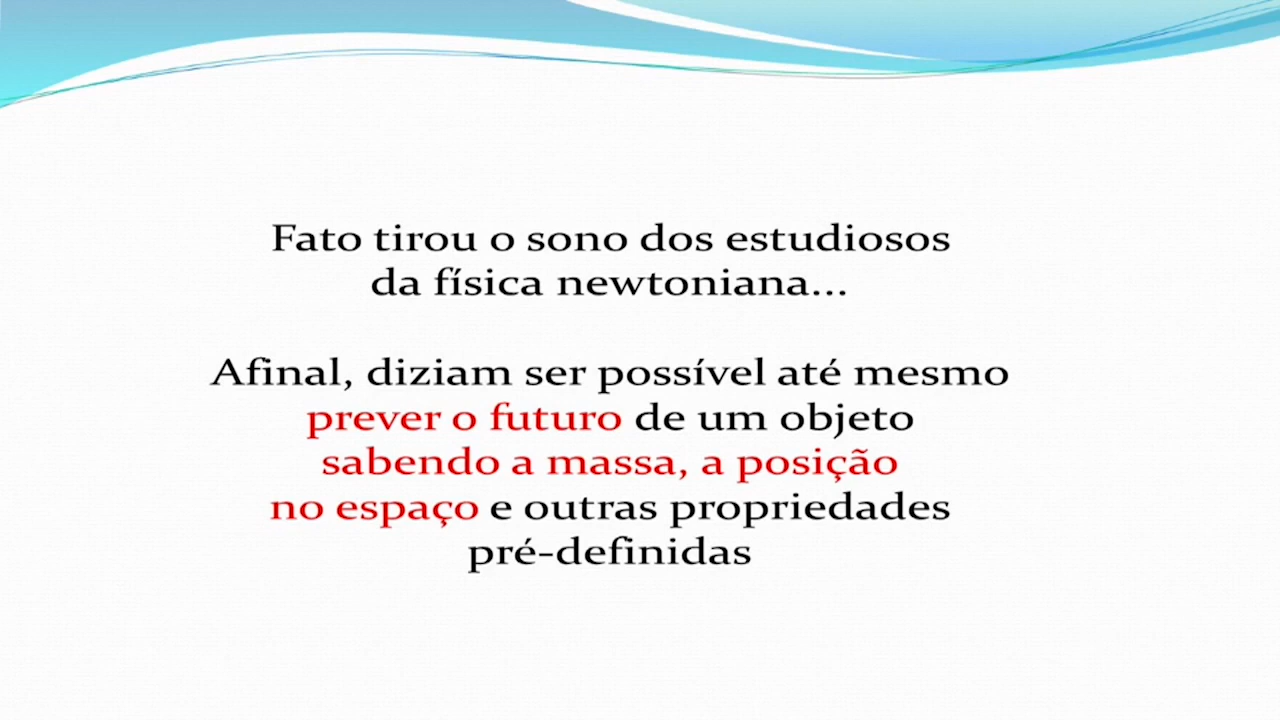 Fato tirou o sono dos estudiosos
da física newtoniana...
Afinal, diziam ser possível até mesmo
prever o futuro de um objeto
sabendo a massa, a posição
no espaço e outras propriedades
pré-definidas